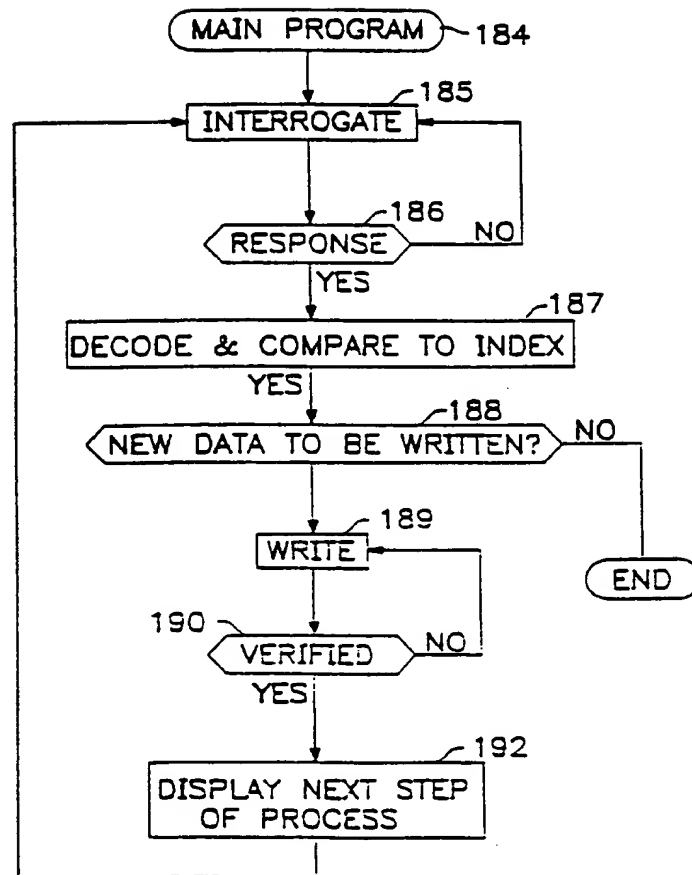 MAIN PROGRAM 184
185
INTERROGATE
186
RESPONSE NO
YES
187
DECODE & COMPARE TO INDEX
YES
188
NEW DATA TO BE WRITTEN? NO
189
WRITE
END
190
VERIFIED NO
YES
192
DISPLAY NEXT STEP
OF PROCESS